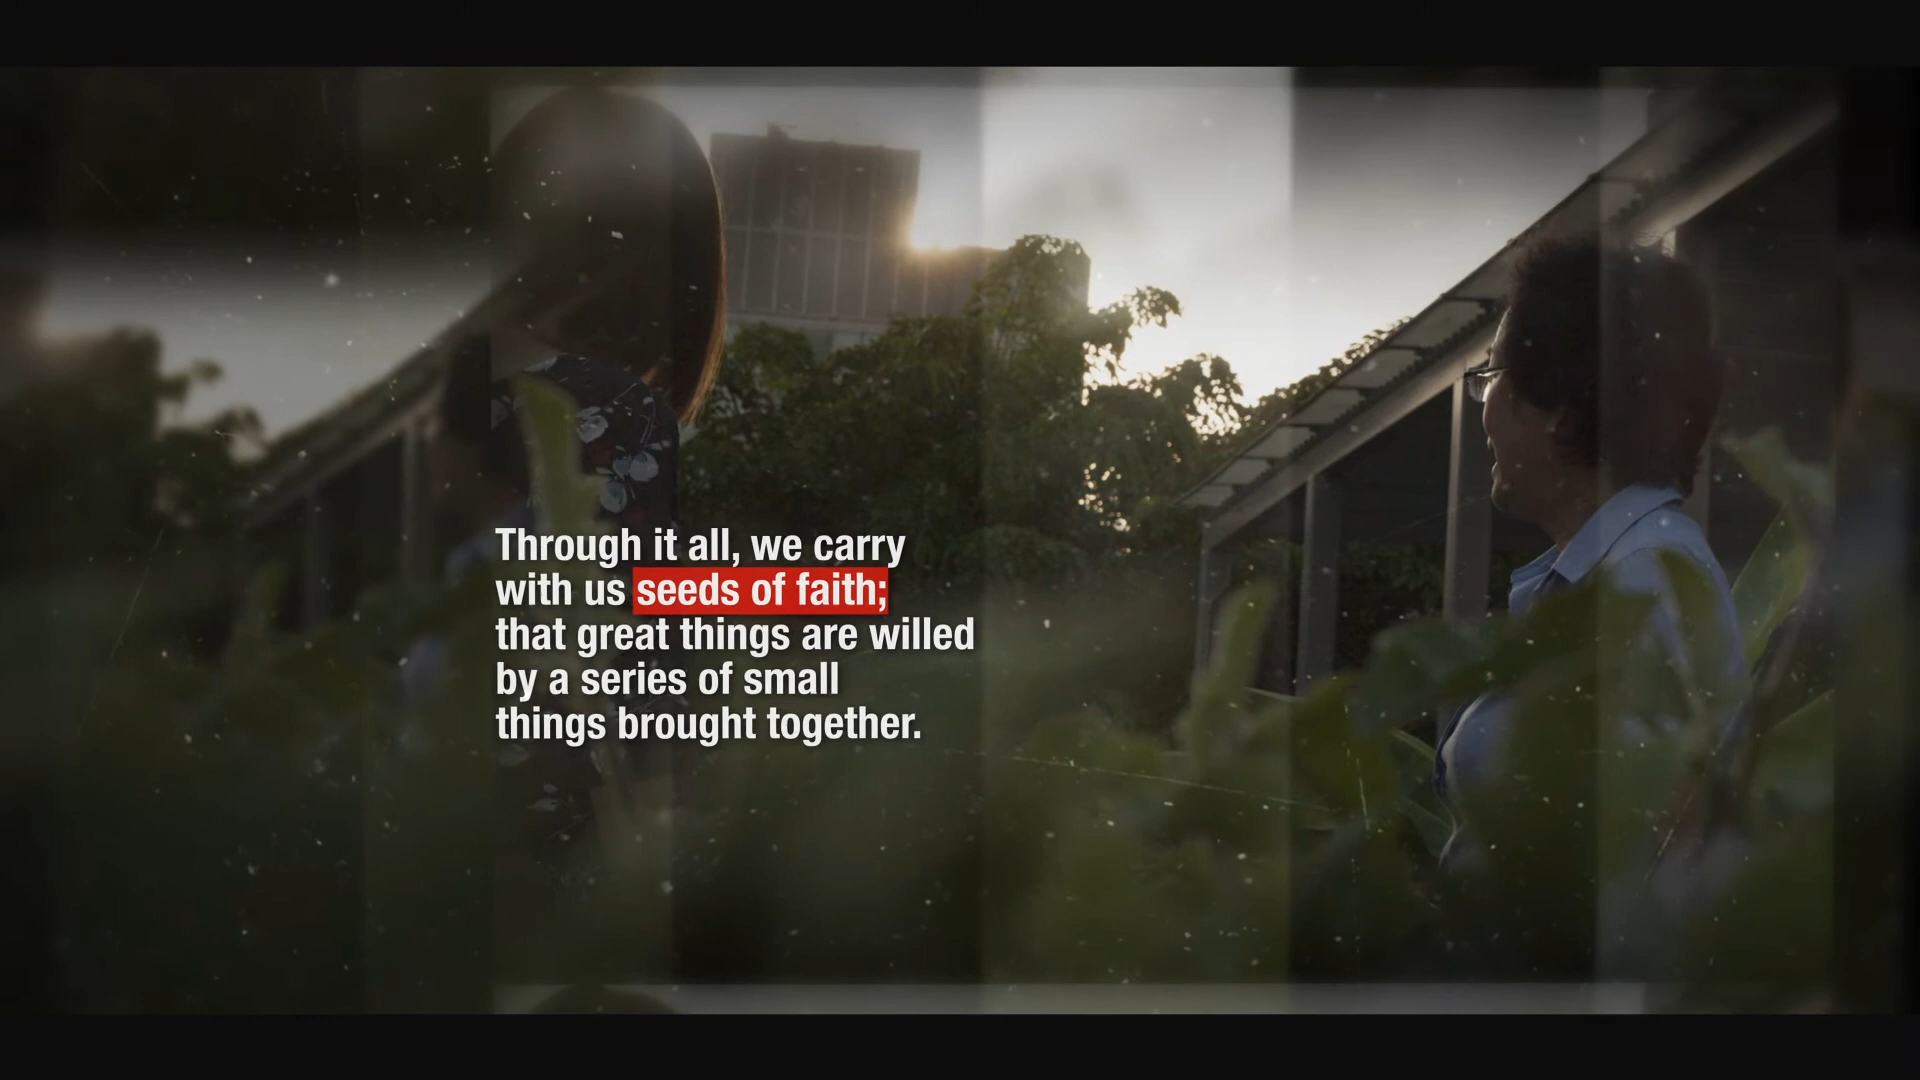 Through it all, we carry
with us seeds of faith;
that great things are willed
by a series of small
things brought together.